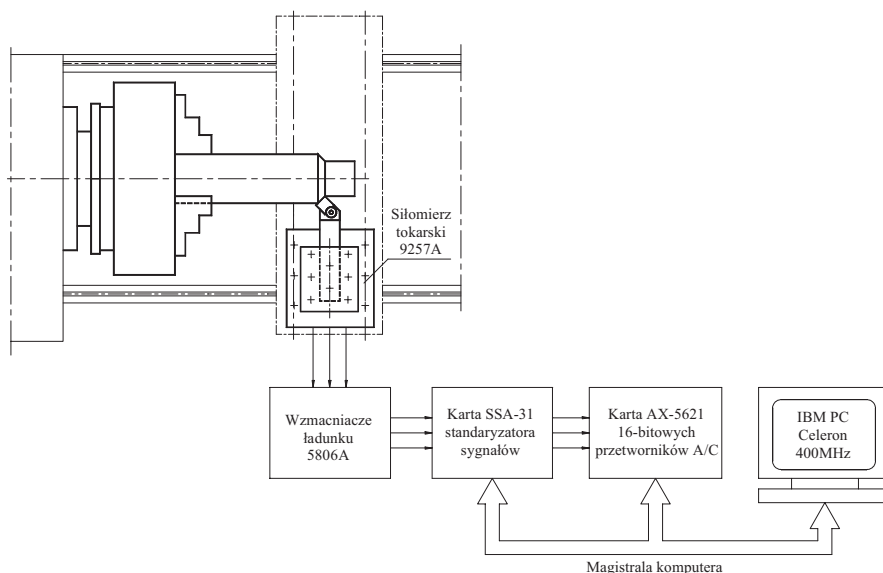 Siłomierz
tokarski
9257A
Wzmacniacze
ładunku
5806A
Karta SSA-31
standaryzatora
sygnałów
Karta AX-5621
16-bitowych
przetworników A/C
IBM PC
Celeron
400MHz
Magistrala komputera